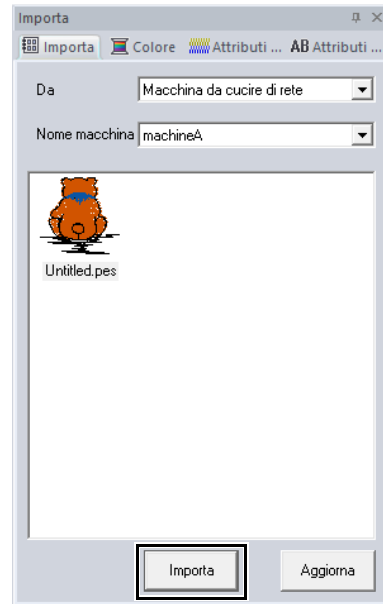 Importa
Importa Colore Attributi ... AB Attributi ...
Da Macchina da cucire di rete
Nome macchina machineA
Untitled.pes
Importa Aggiorna